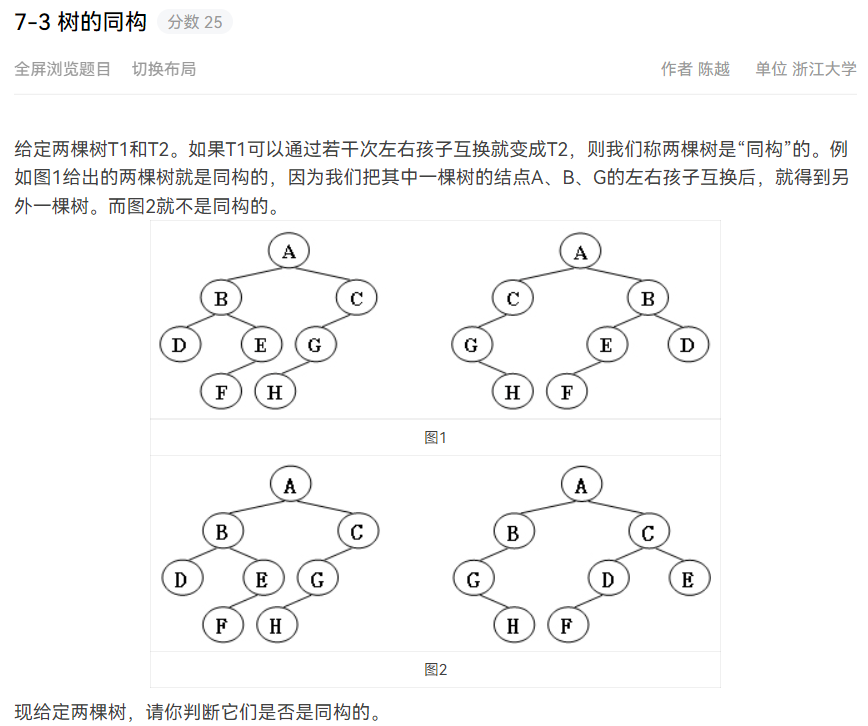 7-3 树的同构 分数 25
全屏浏览题目 切换布局 作者 陈越 单位 浙江大学
给定两棵树T1和T2。如果T1可以通过若干次左右孩子互换就变成T2，则我们称两棵树是“同构”的。例
如图1给出的两棵树就是同构的，因为我们把其中一棵树的结点A、B、G的左右孩子互换后，就得到另
外一棵树。而图2就不是同构的。
A A
B C C B
D E G G E D
F H H F
图1
A A
B C B C
D E G G D E
F H H F
图2
现给定两棵树，请你判断它们是否是同构的。